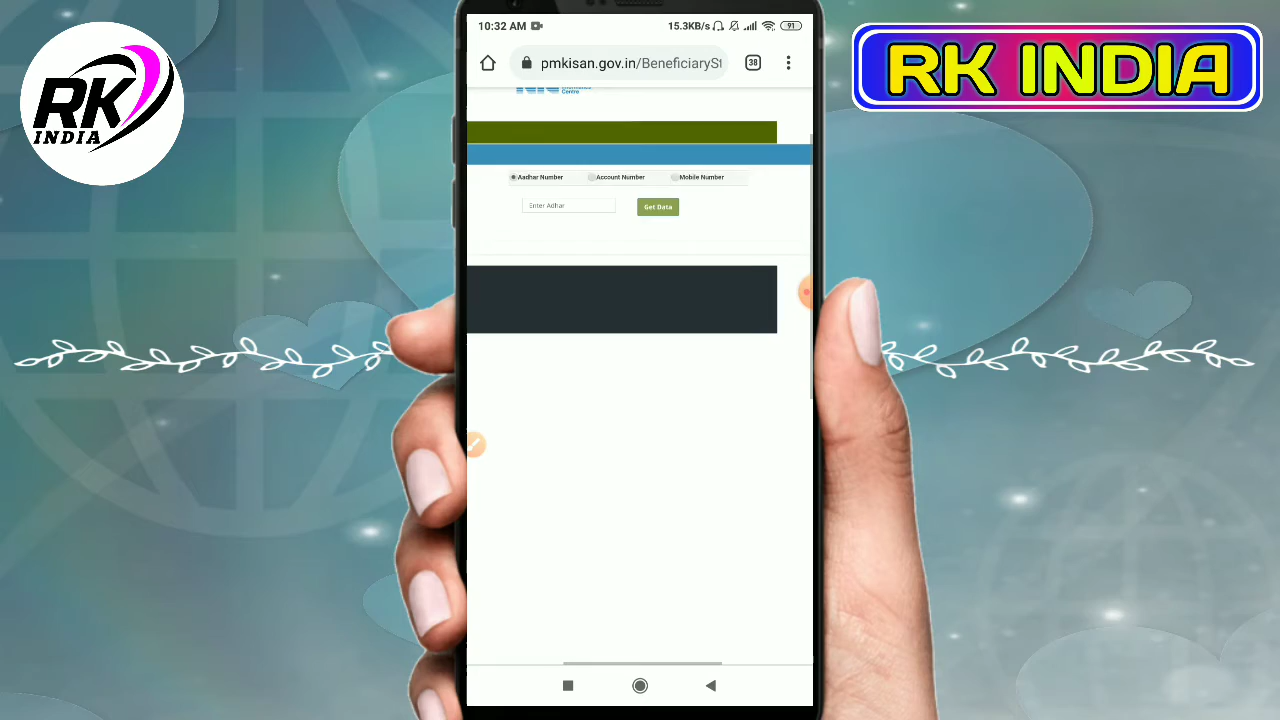 RK
INDIA
RK INDIA
10:32 AM
15.3KB/s
91
pmkisan.gov.in/BeneficiarySt
38
Centre
Aadhar Number
Account Number
Mobile Number
Enter Adhar
Get Data